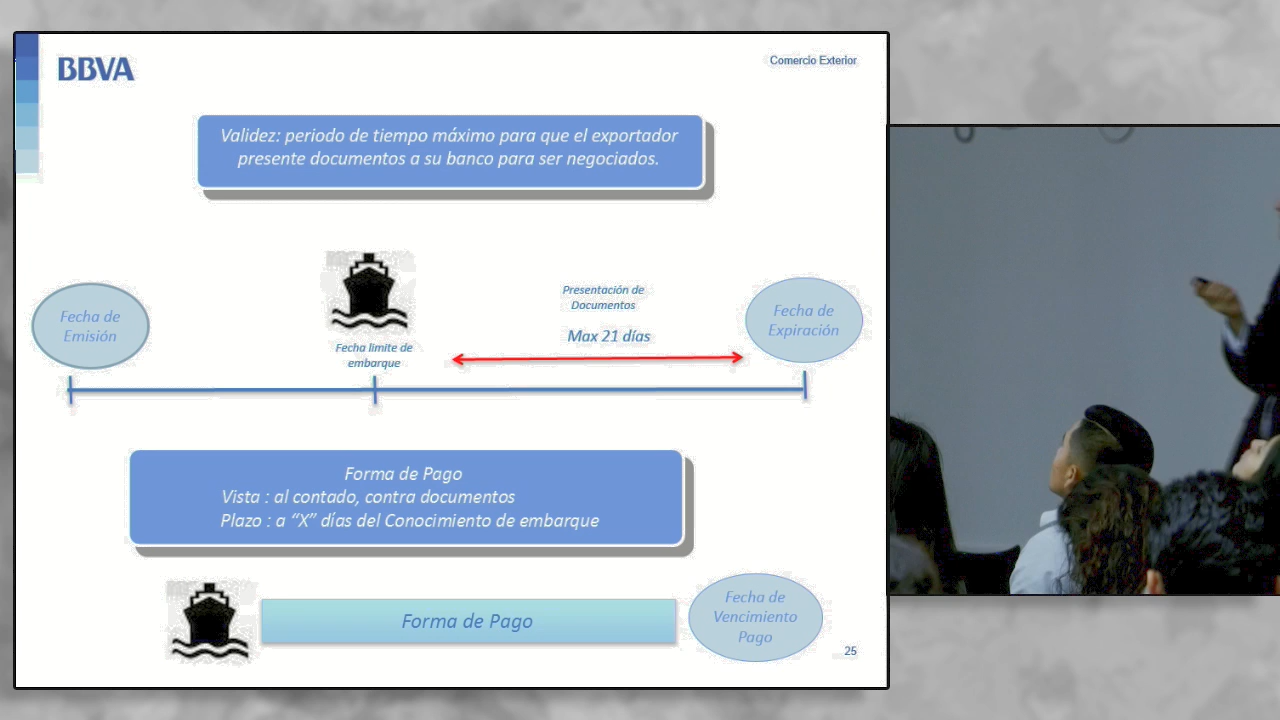 BBVA
Comercio Exterior
Validez: periodo de tiempo máximo para que el exportador
presente documentos a su banco para ser negociados.
Fecha de
Emisión
Fecha limite de
embarque
Presentación de
Documentos
Max 21 días
Fecha de
Expiración
Forma de Pago
Vista : al contado, contra documentos
Plazo : a “X” días del Conocimiento de embarque
Forma de Pago
Fecha de
Vencimiento
Pago
25